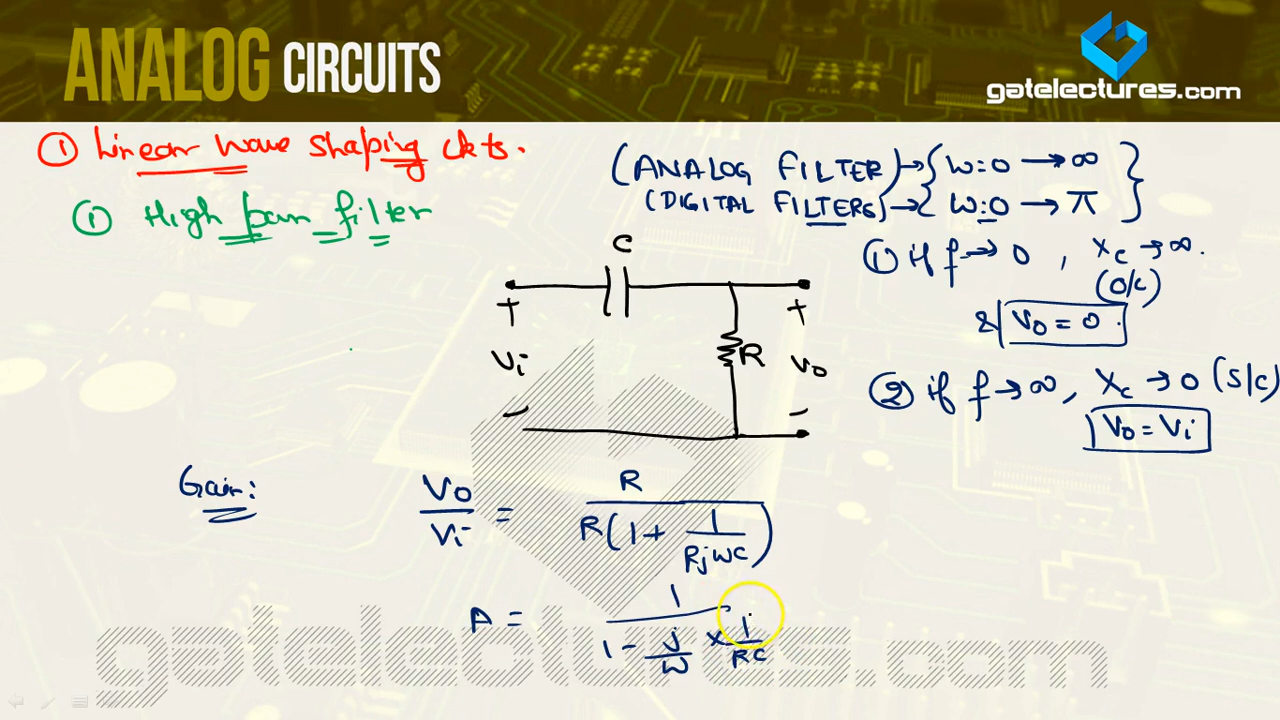 ANALOG CIRCUITS
gatelectures.com
① Linear wave shaping ckts.
① High pass filter
(ANALOG FILTER) → { W: 0 → ∞ }
(DIGITAL FILTERS) → { W: 0 → π }
C
+ +
Vi R Vo
− −
① if f → 0 , Xc → ∞.
(O/C)
& Vo = 0.
② if f → ∞, Xc → 0 (S/C)
Vo = Vi
Gain:
Vo/Vi = R / R(1 + 1/RjWC)
A = 1 / 1 − j/W × 1/RC
gatelectures.com